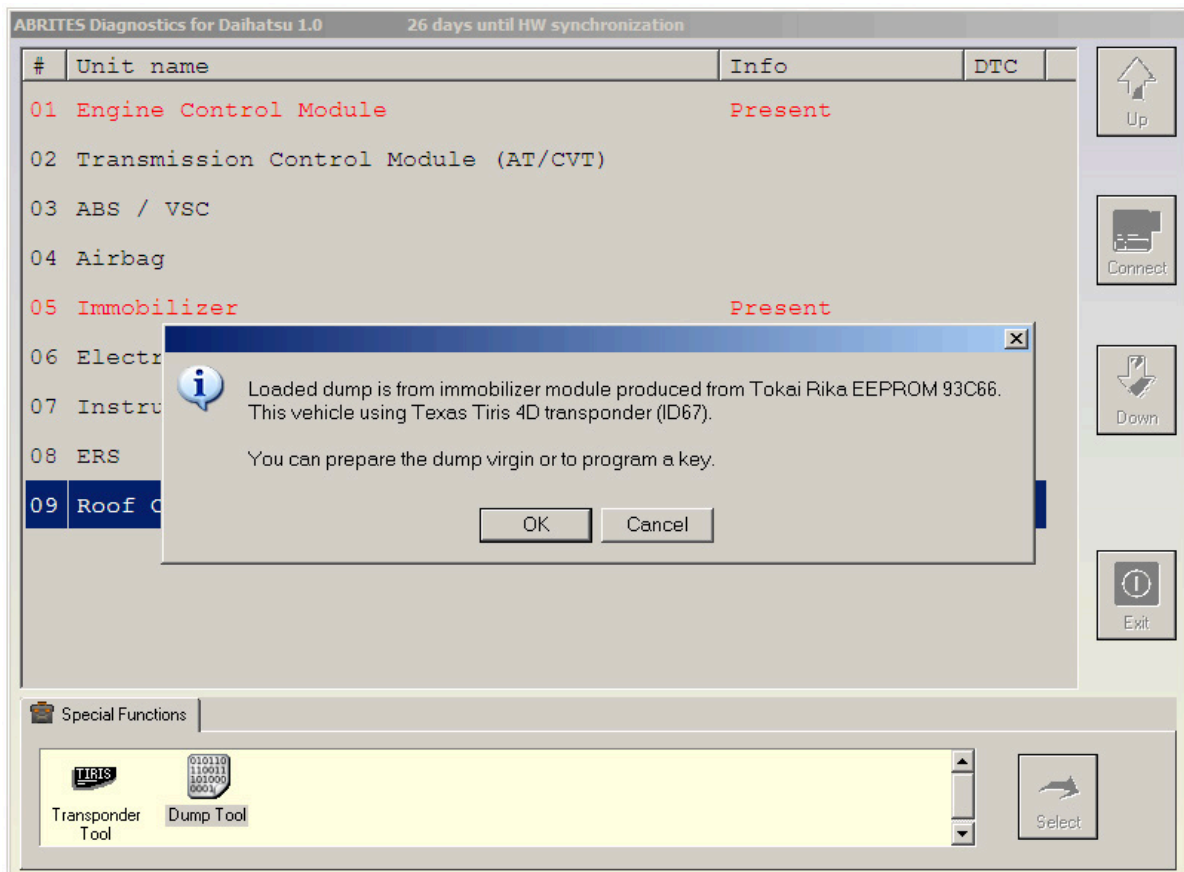 ABRITES Diagnostics for Daihatsu 1.0 26 days until HW synchronization
# Unit name Info DTC
01 Engine Control Module Present
02 Transmission Control Module (AT/CVT)
03 ABS / VSC
04 Airbag
05 Immobilizer Present
06 Electr
07 Instru
08 ERS
09 Roof C
Loaded dump is from immobilizer module produced from Tokai Rika EEPROM 93C66.
This vehicle using Texas Tiris 4D transponder (ID67).
You can prepare the dump virgin or to program a key.
OK Cancel
Up
Connect
Down
Exit
Special Functions
TIRIS
Transponder
Tool
010110
110011
101000
0001
Dump Tool
Select